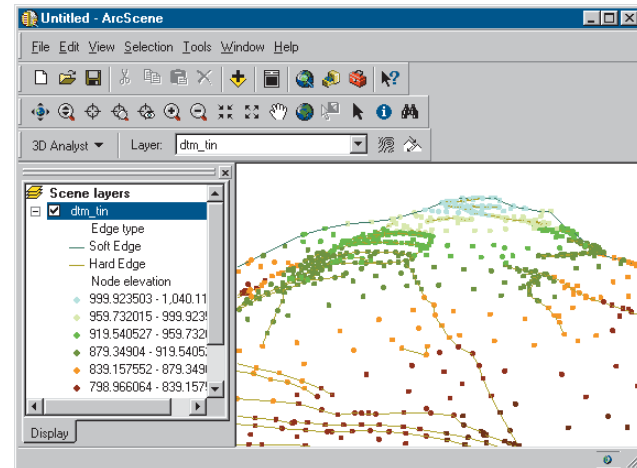 Untitled - ArcScene
File Edit View Selection Tools Window Help
3D Analyst Layer: dtm_tin
Scene layers
dtm_tin
Edge type
Soft Edge
Hard Edge
Node elevation
999.923503 - 1,040.11
959.732015 - 999.923
919.540527 - 959.732
879.34904 - 919.5405
839.157552 - 879.349
798.966064 - 839.157
Display